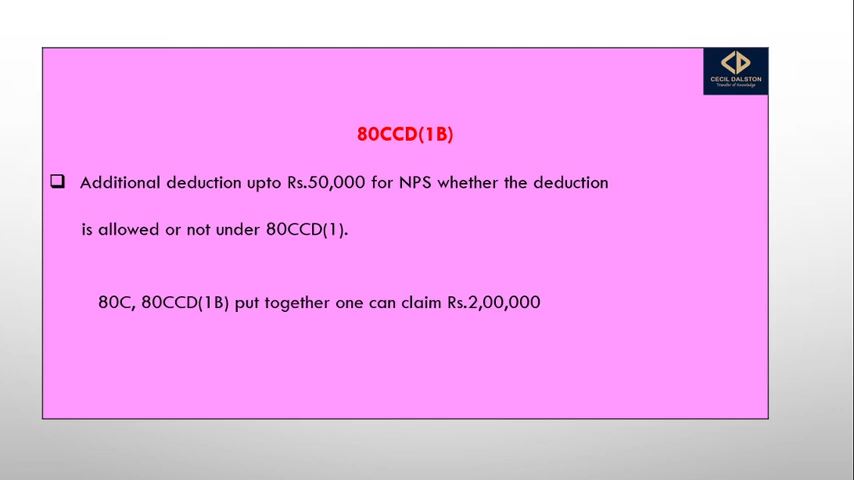 CECIL DALSTON
Transfer of Knowledge
80CCD(1B)
Additional deduction upto Rs.50,000 for NPS whether the deduction
is allowed or not under 80CCD(1).
80C, 80CCD(1B) put together one can claim Rs.2,00,000